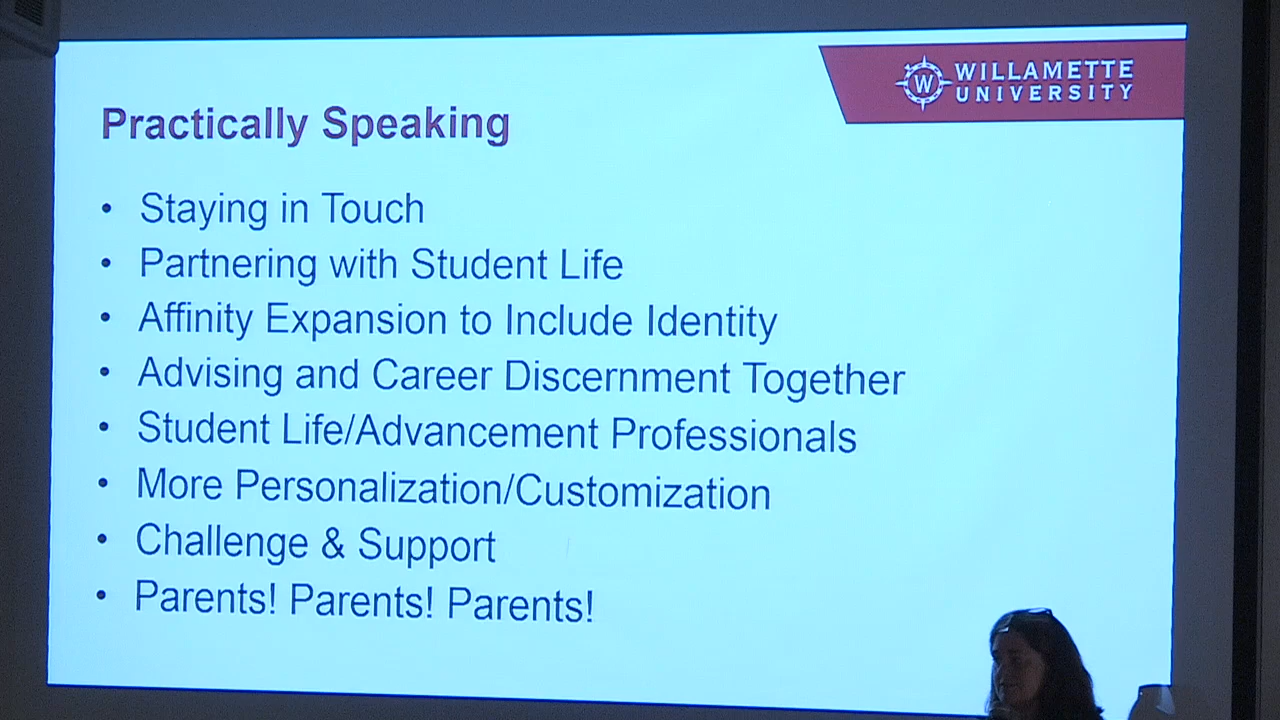 WILLAMETTE
UNIVERSITY
W
Practically Speaking
• Staying in Touch
• Partnering with Student Life
• Affinity Expansion to Include Identity
• Advising and Career Discernment Together
• Student Life/Advancement Professionals
• More Personalization/Customization
• Challenge & Support
• Parents! Parents! Parents!